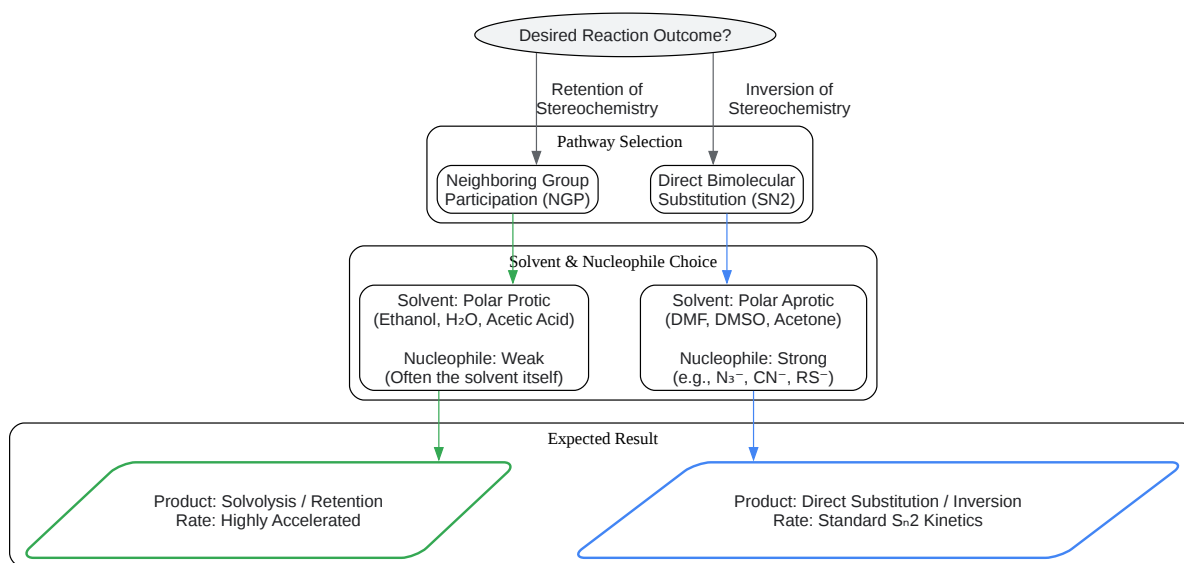 Desired Reaction Outcome?
Retention of
Stereochemistry
Inversion of
Stereochemistry
Pathway Selection
Neighboring Group
Participation (NGP)
Direct Bimolecular
Substitution (SN2)
Solvent & Nucleophile Choice
Solvent: Polar Protic
(Ethanol, H₂O, Acetic Acid)
Nucleophile: Weak
(Often the solvent itself)
Solvent: Polar Aprotic
(DMF, DMSO, Acetone)
Nucleophile: Strong
(e.g., N₃⁻, CN⁻, RS⁻)
Expected Result
Product: Solvolysis / Retention
Rate: Highly Accelerated
Product: Direct Substitution / Inversion
Rate: Standard Sₙ2 Kinetics